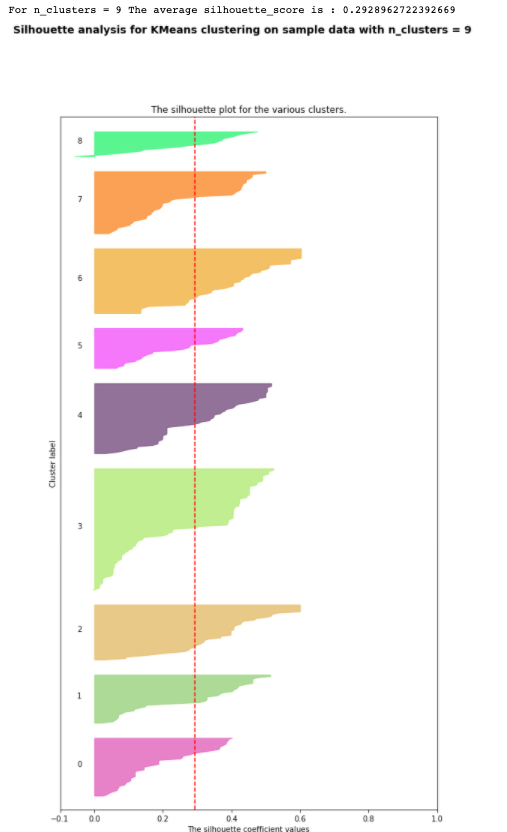 For n_clusters = 9 The average silhouette_score is : 0.2928962722392669
Silhouette analysis for KMeans clustering on sample data with n_clusters = 9
The silhouette plot for the various clusters.
8
7
6
5
4
Cluster label
3
2
1
0
−0.1 0.0 0.2 0.4 0.6 0.8 1.0
The silhouette coefficient values